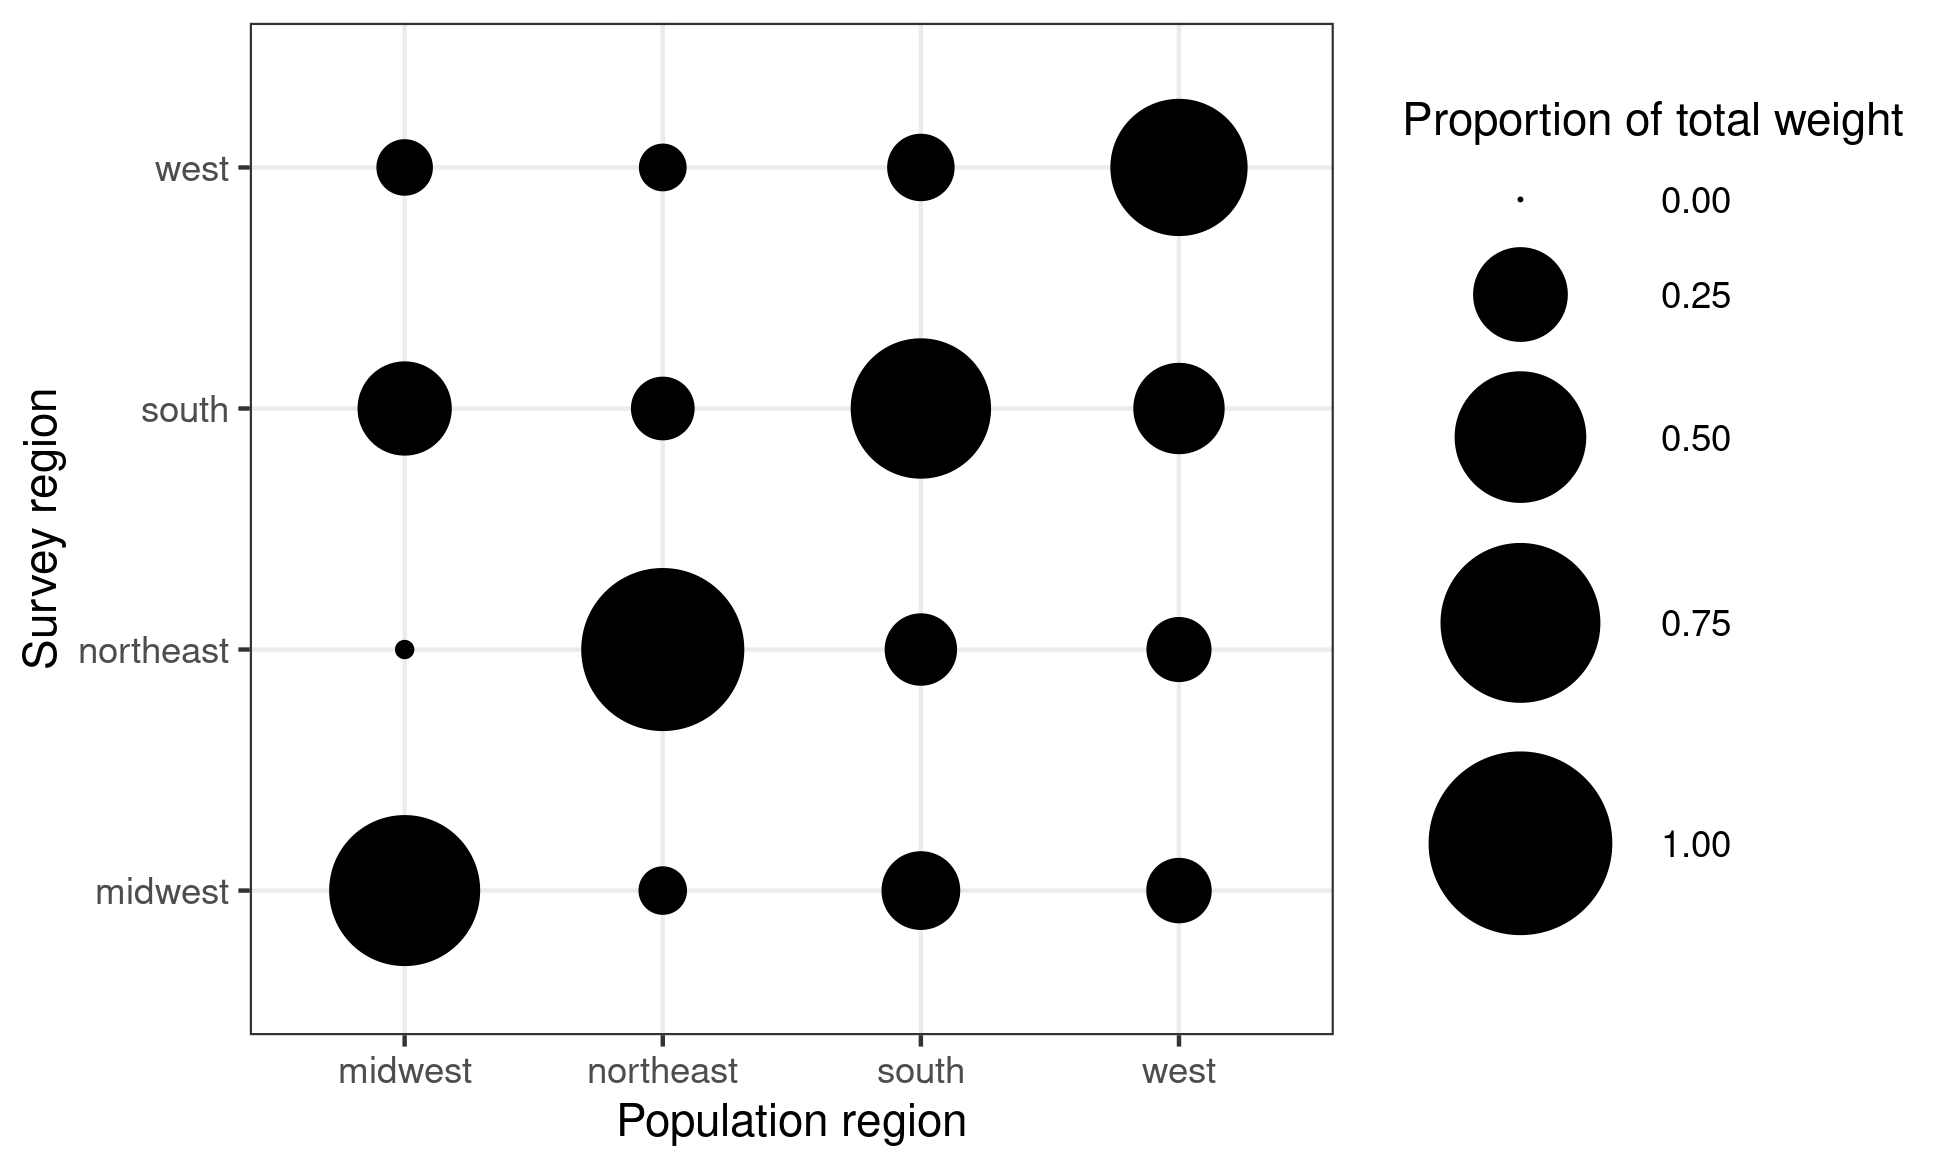 west
south
northeast
midwest
Survey region
midwest
northeast
south
west
Population region
Proportion of total weight
0.00
0.25
0.50
0.75
1.00